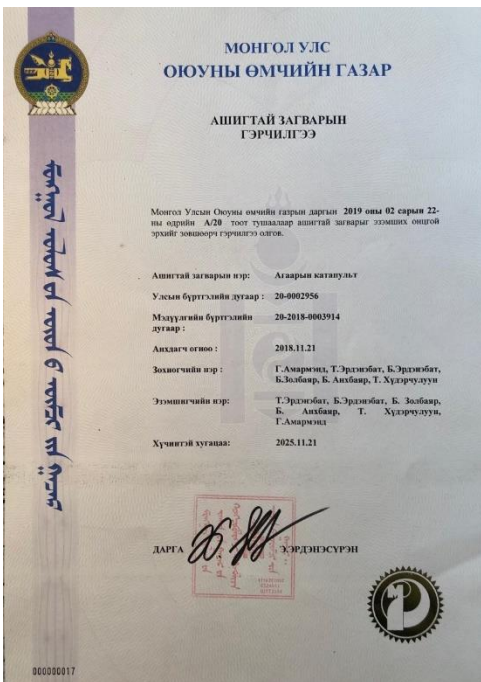 МОНГОЛ УЛС
ОЮУНЫ ӨМЧИЙН ГАЗАР
АШИГТАЙ ЗАГВАРЫН
ГЭРЧИЛГЭЭ
Монгол Улсын Оюуны өмчийн газрын даргын 2019 оны 02 сарын 22-
ны өдрийн А/20 тоот тушаалаар ашигтай загварыг эзэмших онцгой
эрхийг зөвшөөрч гэрчилгээ олгов.
Ашигтай загварын нэр: Агаарын катапульт
Улсын бүртгэлийн дугаар : 20-0002956
Мэдүүлгийн бүртгэлийн 20-2018-0003914
дугаар :
Анхдагч огноо : 2018.11.21
Зохиогчийн нэр : Г.Амармэнд, Т.Эрдэнэбат, Б.Эрдэнэбат,
Б.Золбаяр, Б. Анхбаяр, Т. Хүдэрчулуун
Эзэмшигчийн нэр: Т.Эрдэнэбат, Б.Эрдэнэбат, Б. Золбаяр,
Б. Анхбаяр, Т. Хүдэрчулуун,
Г.Амармэнд
Хүчинтэй хугацаа: 2025.11.21
ДАРГА Э.ЭРДЭНЭСҮРЭН
000000017